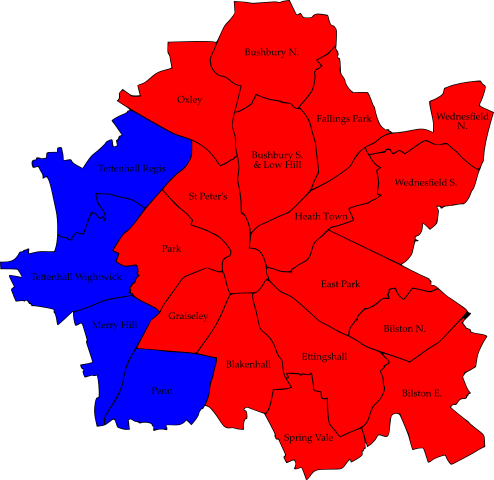 Bushbury N.
Oxley
Fallings Park
Wednesfield
N.
Bushbury S.
& Low Hill
Tettenhall Regis
Wednesfield S.
St Peter's
Heath Town
Park
Tettenhall Wightwick
East Park
Graiseley
Merry Hill
Bilston N.
Ettingshall
Blakenhall
Penn
Bilston E.
Spring Vale